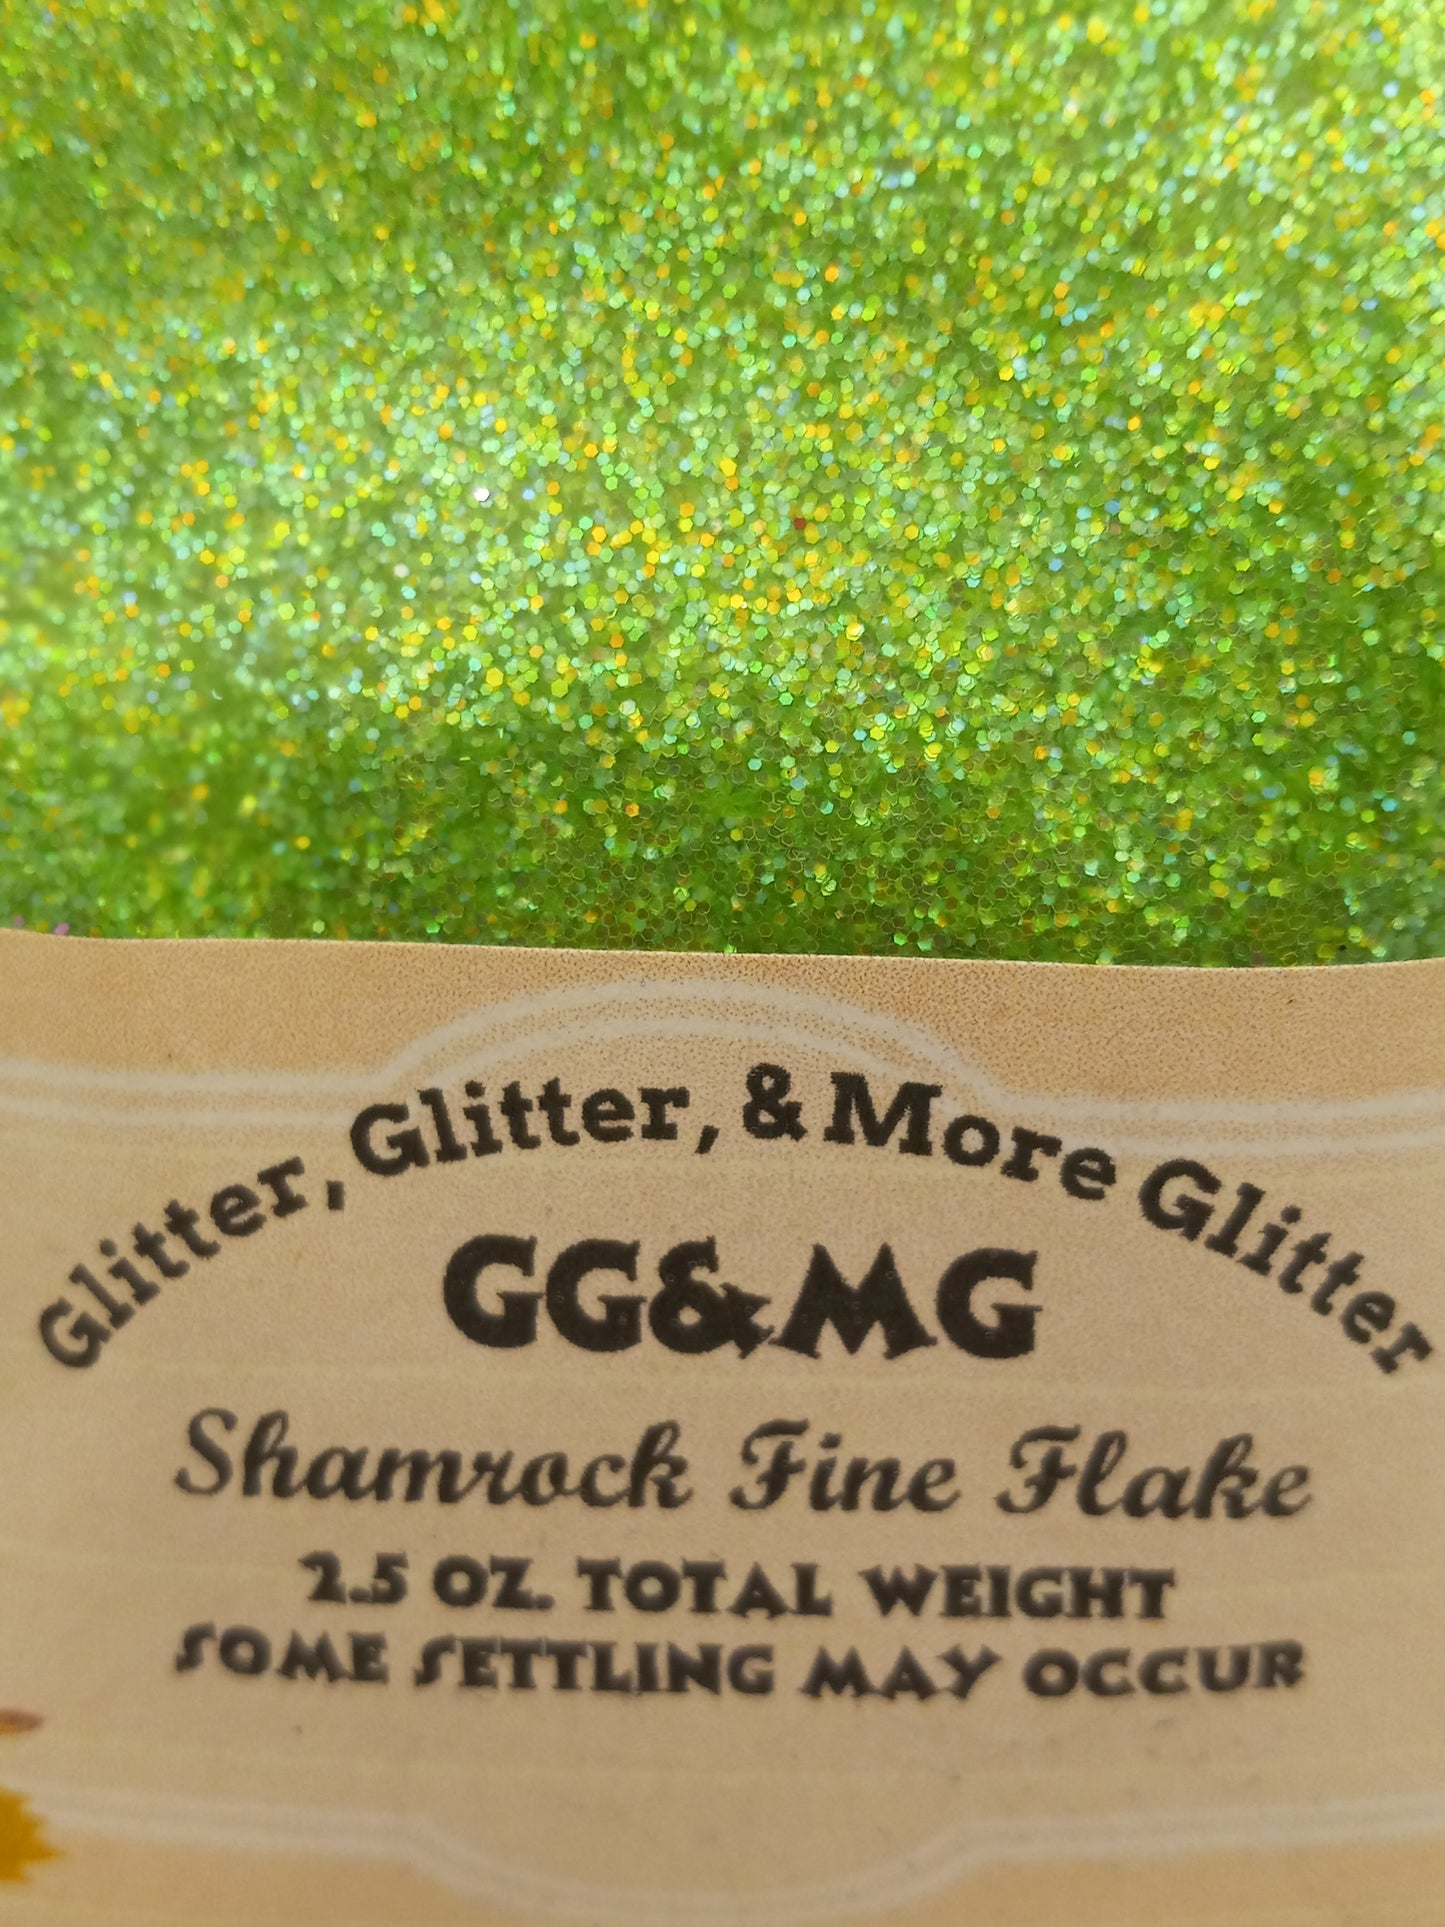 Glitter, Glitter, & More Glitter
GG&MG
Shamrock Fine Flake
2.5 OZ. TOTAL WEIGHT
SOME SETTLING MAY OCCUR